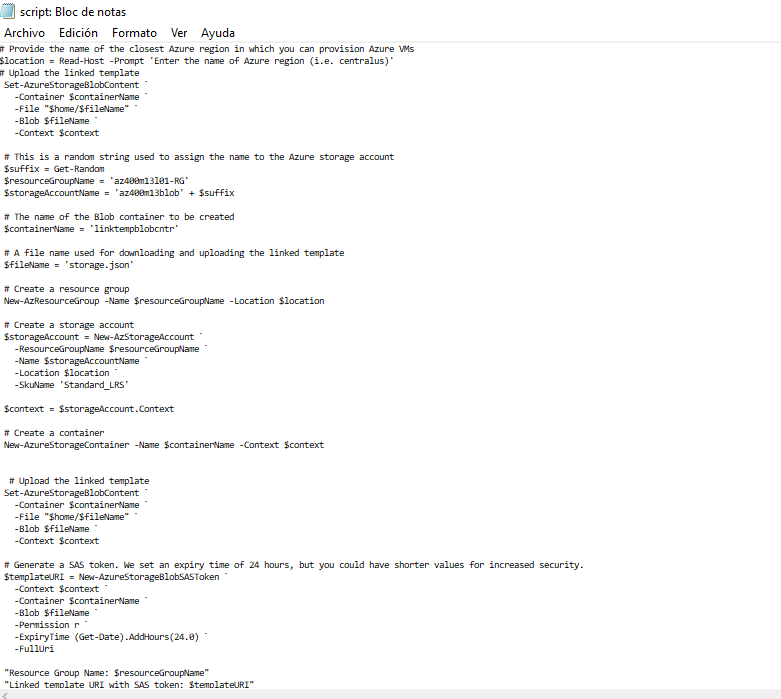 script: Bloc de notas
Archivo Edición Formato Ver Ayuda
# Provide the name of the closest Azure region in which you can provision Azure VMs
$location = Read-Host -Prompt 'Enter the name of Azure region (i.e. centralus)'
# Upload the linked template
Set-AzureStorageBlobContent `
-Container $containerName `
-File "$home/$fileName" `
-Blob $fileName `
-Context $context
# This is a random string used to assign the name to the Azure storage account
$suffix = Get-Random
$resourceGroupName = 'az400m13l01-RG'
$storageAccountName = 'az400m13blob' + $suffix
# The name of the Blob container to be created
$containerName = 'linktempblobcntr'
# A file name used for downloading and uploading the linked template
$fileName = 'storage.json'
# Create a resource group
New-AzResourceGroup -Name $resourceGroupName -Location $location
# Create a storage account
$storageAccount = New-AzStorageAccount `
-ResourceGroupName $resourceGroupName `
-Name $storageAccountName `
-Location $location `
-SkuName 'Standard_LRS'
$context = $storageAccount.Context
# Create a container
New-AzureStorageContainer -Name $containerName -Context $context
# Upload the linked template
Set-AzureStorageBlobContent `
-Container $containerName `
-File "$home/$fileName" `
-Blob $fileName `
-Context $context
# Generate a SAS token. We set an expiry time of 24 hours, but you could have shorter values for increased security.
$templateURI = New-AzureStorageBlobSASToken `
-Context $context `
-Container $containerName `
-Blob $fileName `
-Permission r `
-ExpiryTime (Get-Date).AddHours(24.0) `
-FullUri
"Resource Group Name: $resourceGroupName"
"Linked template URI with SAS token: $templateURI"